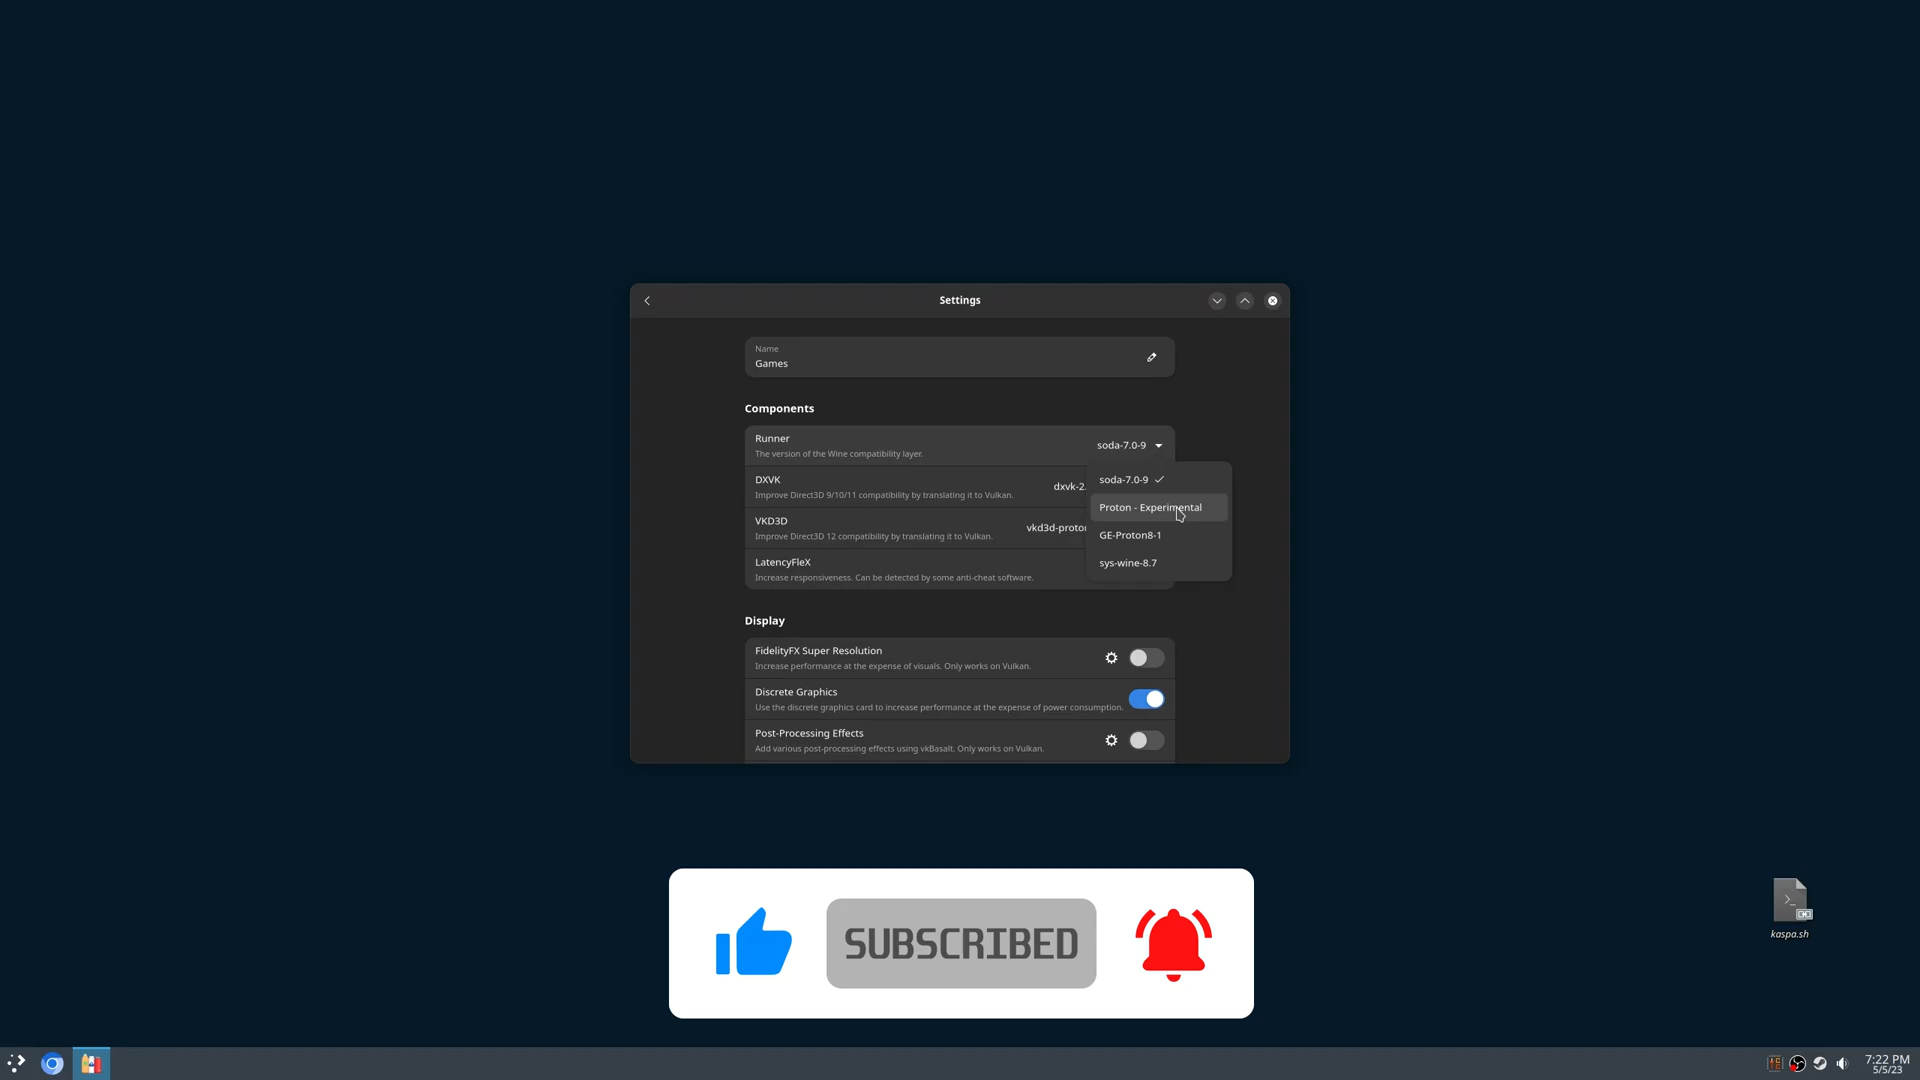 Settings
Name
Games
Components
Runner
The version of the Wine compatibility layer.
soda-7.0-9
soda-7.0-9
Proton - Experimental
GE-Proton8-1
sys-wine-8.7
DXVK
Improve Direct3D 9/10/11 compatibility by translating it to Vulkan.
dxvk-2.
VKD3D
Improve Direct3D 12 compatibility by translating it to Vulkan.
vkd3d-proto
LatencyFleX
Increase responsiveness. Can be detected by some anti-cheat software.
Display
FidelityFX Super Resolution
Increase performance at the expense of visuals. Only works on Vulkan.
Discrete Graphics
Use the discrete graphics card to increase performance at the expense of power consumption.
Post-Processing Effects
Add various post-processing effects using vkBasalt. Only works on Vulkan.
SUBSCRIBED
>_
kaspa.sh
7:22 PM
5/5/23